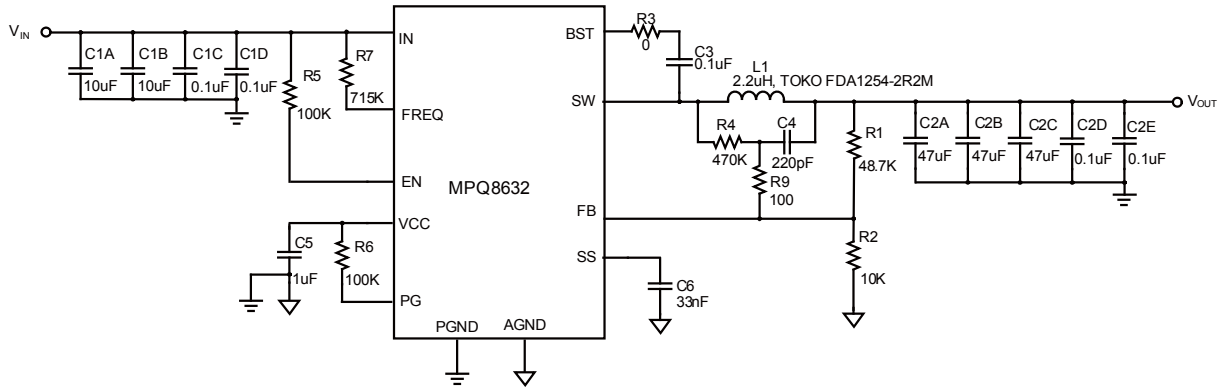 V_IN
C1A
10uF
C1B
10uF
C1C
0.1uF
C1D
0.1uF
R5
100K
R7
715K
C5
1uF
R6
100K
IN
FREQ
EN
VCC
PG
MPQ8632
PGND
AGND
BST
SW
FB
SS
R3
0
C3
0.1uF
L1
2.2uH, TOKO FDA1254-2R2M
R4
470K
C4
220pF
R9
100
R1
48.7K
R2
10K
C6
33nF
C2A
47uF
C2B
47uF
C2C
47uF
C2D
0.1uF
C2E
0.1uF
V_OUT